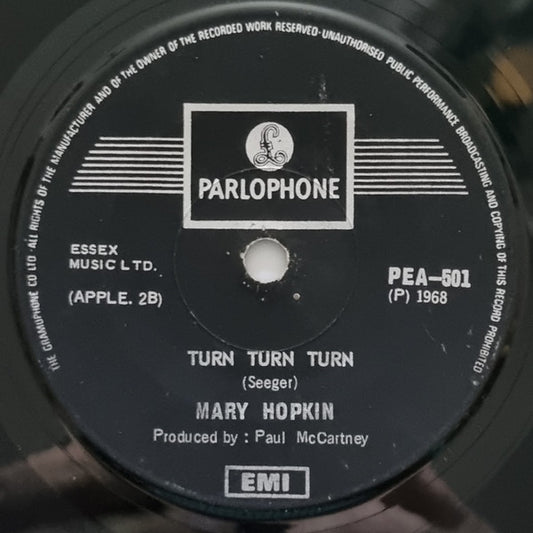 THE GRAMOPHONE CO LTD · ALL RIGHTS OF THE MANUFACTURER AND OF THE OWNER OF THE RECORDED WORK RESERVED · UNAUTHORISED PUBLIC PERFORMANCE BROADCASTING AND COPYING OF THIS RECORD PROHIBITED
£
PARLOPHONE
ESSEX
MUSIC LTD.
(APPLE. 2B)
PEA-501
(P) 1968
TURN TURN TURN
(Seeger)
MARY HOPKIN
Produced by : Paul McCartney
EMI